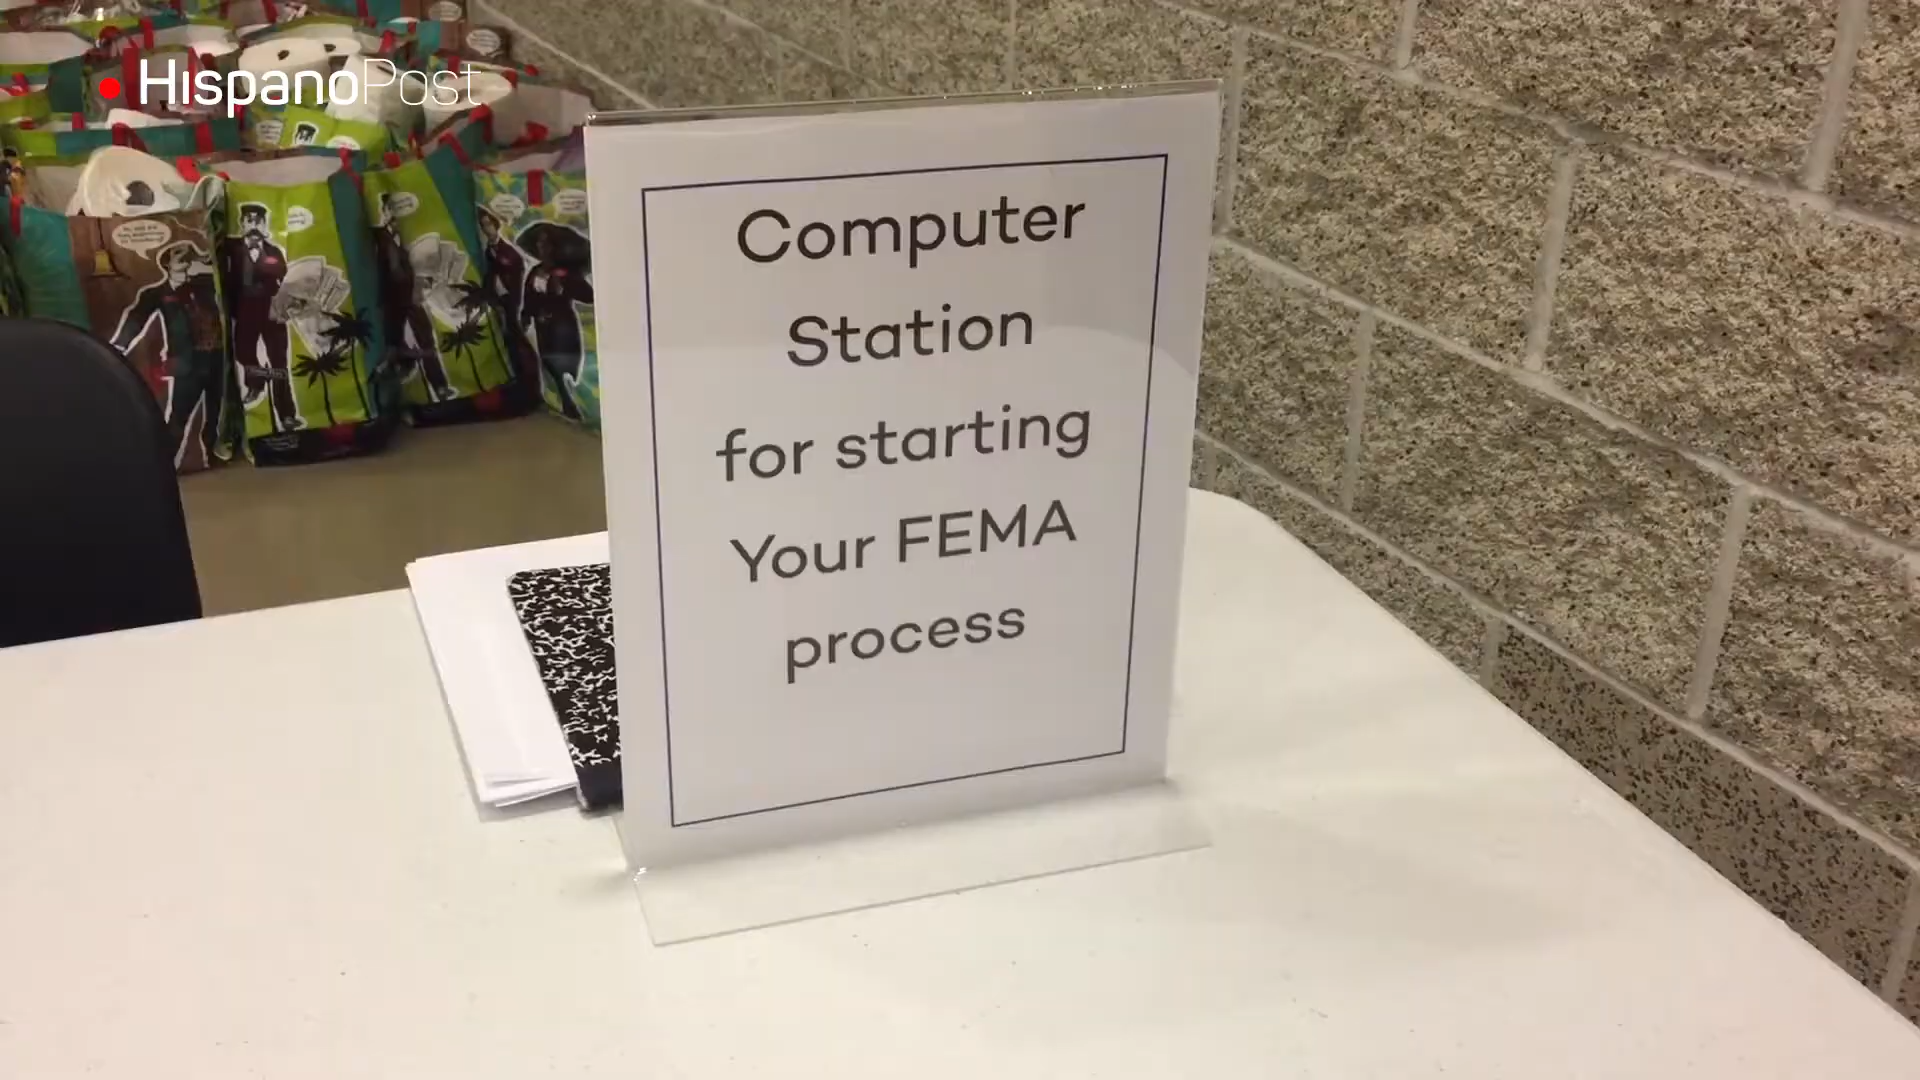 HispanoPost
Computer
Station
for starting
Your FEMA
process